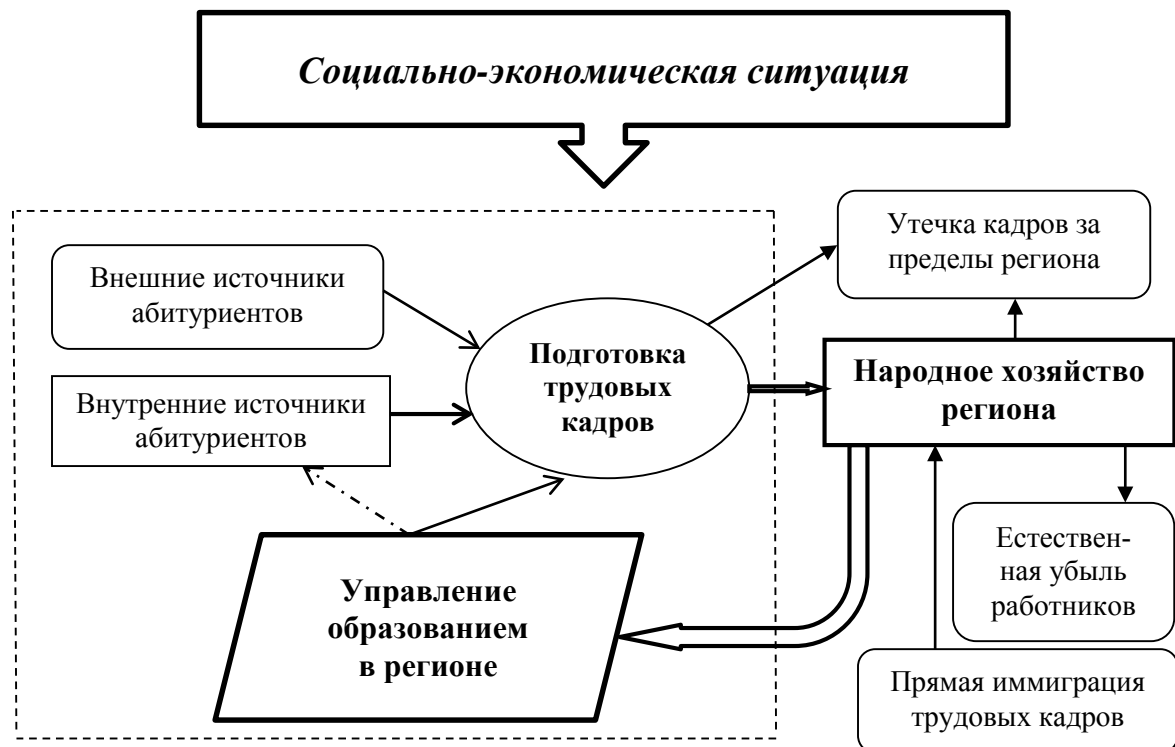 Социально-экономическая ситуация
Утечка кадров за
пределы региона
Внешние источники
абитуриентов
Подготовка
трудовых
кадров
Народное хозяйство
региона
Внутренние источники
абитуриентов
Естествен-
ная убыль
работников
Управление
образованием
в регионе
Прямая иммиграция
трудовых кадров